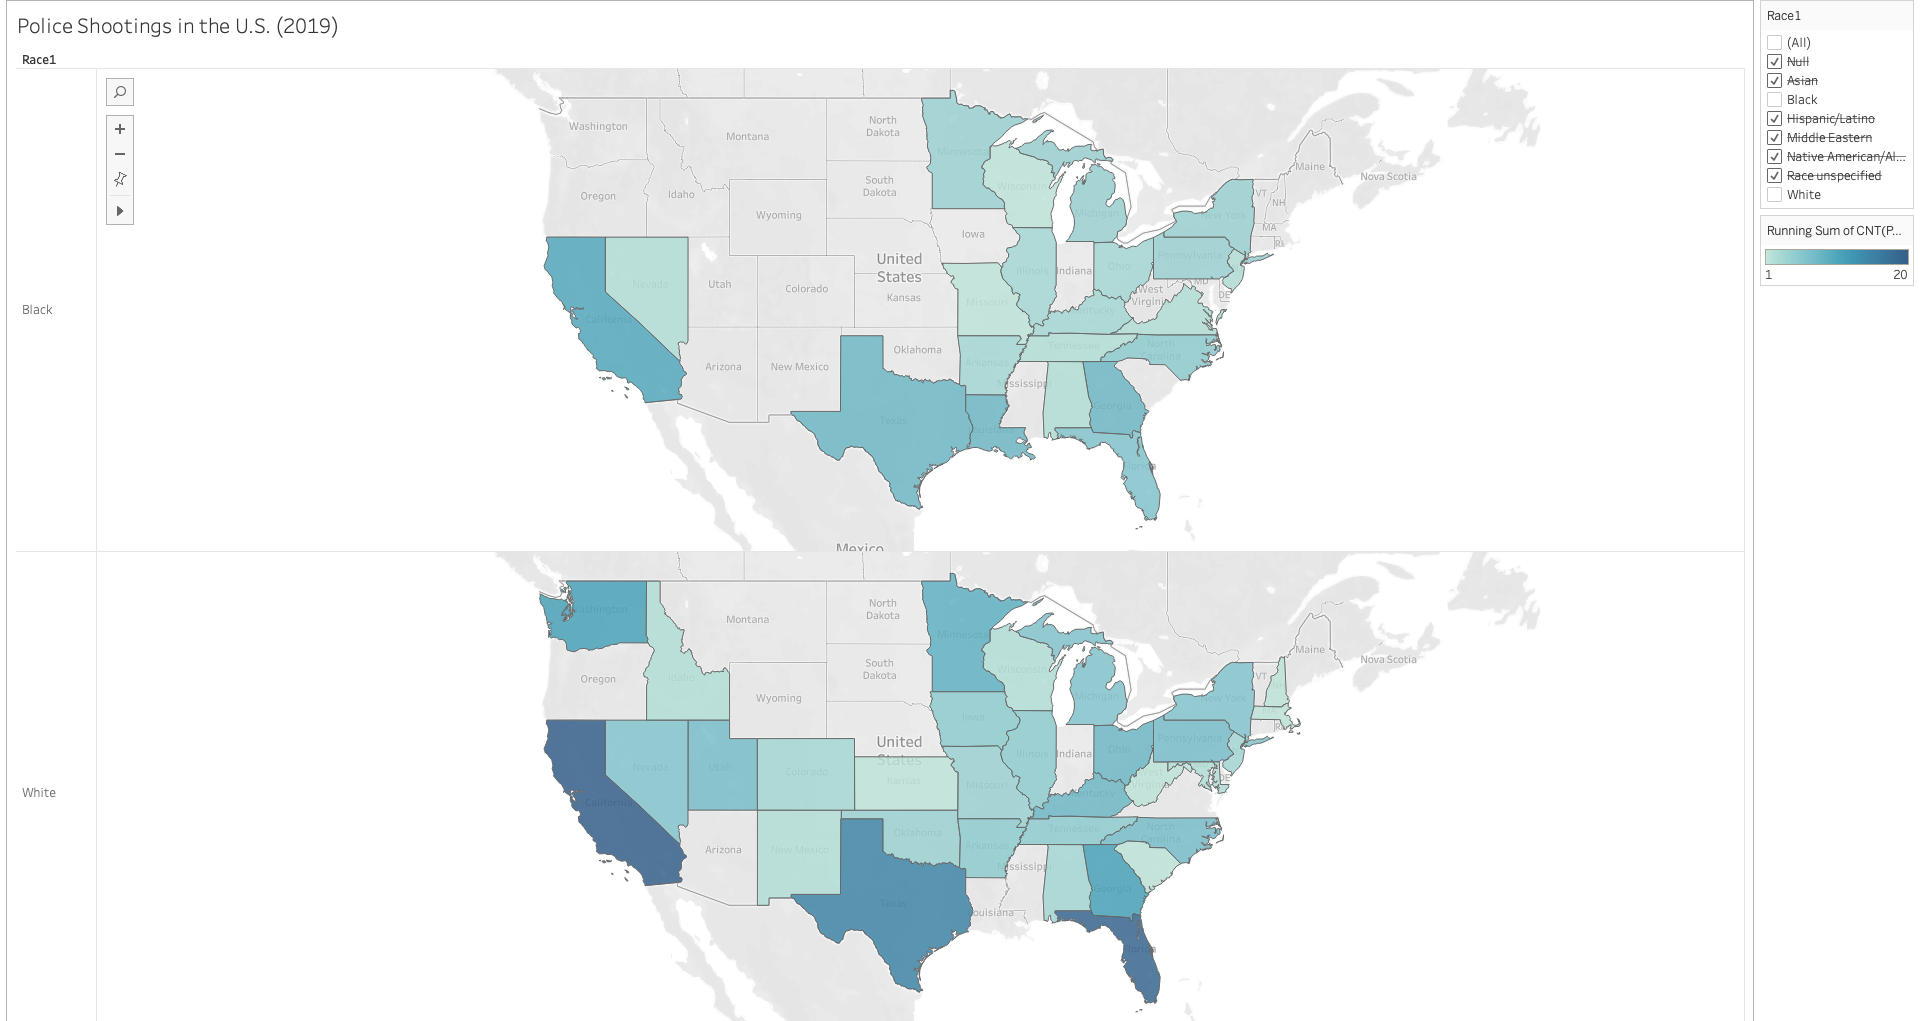 Police Shootings in the U.S. (2019)
Race1
Black
Washington
Montana
North
Dakota
Minnesota
Maine
Nova Scotia
Oregon
Idaho
Wyoming
South
Dakota
Wisconsin
Michigan
New York
VT
NH
MA
RI
Iowa
Nevada
Utah
Colorado
United
States
Kansas
Illinois
Indiana
Ohio
Pennsylvania
West
Virginia
MD
DE
California
Missouri
Kentucky
Arizona
New Mexico
Oklahoma
Arkansas
Tennessee
North
Carolina
Mississippi
Georgia
Texas
Louisiana
Florida
Mexico
White
Washington
Montana
North
Dakota
Minnesota
Maine
Nova Scotia
Oregon
Idaho
Wyoming
South
Dakota
Wisconsin
Michigan
New York
VT
RI
Iowa
Nevada
Utah
Colorado
United
States
Kansas
Illinois
Indiana
Ohio
Pennsylvania
West
Virginia
DE
California
Missouri
Kentucky
Arizona
New Mexico
Oklahoma
Arkansas
Tennessee
North
Carolina
Mississippi
Georgia
Texas
ouisiana
Florida
Race1
(All)
Null
Asian
Black
Hispanic/Latino
Middle Eastern
Native American/Al...
Race unspecified
White
Running Sum of CNT(P...
1 20